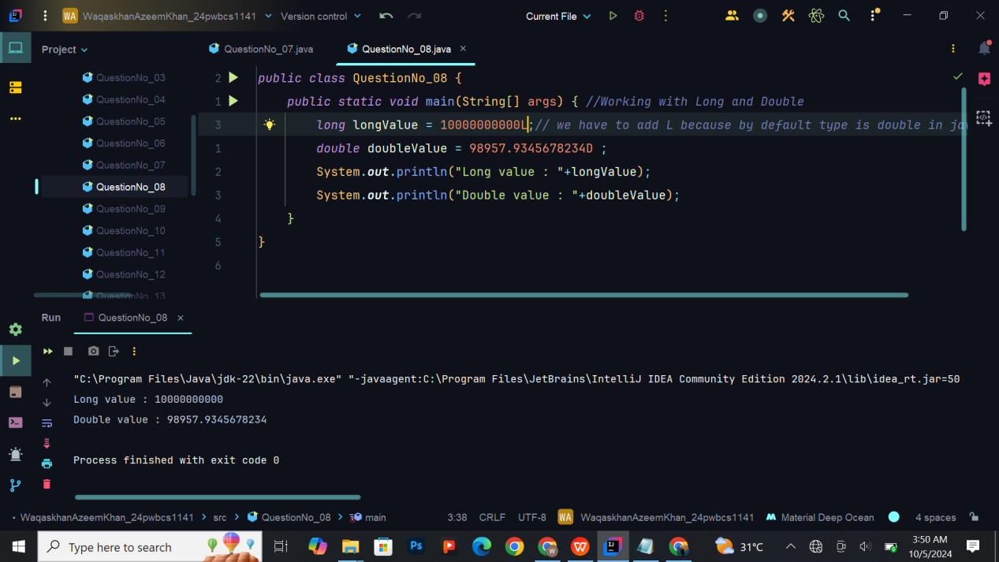 WA WaqaskhanAzeemKhan_24pwbcs1141 Version control Current File
Project QuestionNo_07.java QuestionNo_08.java
QuestionNo_03
QuestionNo_04
QuestionNo_05
QuestionNo_06
QuestionNo_07
QuestionNo_08
QuestionNo_09
QuestionNo_10
QuestionNo_11
QuestionNo_12
QuestionNo_13
2 public class QuestionNo_08 {
1 public static void main(String[] args) { //Working with Long and Double
3 long longValue = 10000000000L;// we have to add L because by default type is double in ja
1 double doubleValue = 98957.9345678234D ;
2 System.out.println("Long value : "+longValue);
3 System.out.println("Double value : "+doubleValue);
4 }
5 }
6
Run QuestionNo_08
"C:\Program Files\Java\jdk-22\bin\java.exe" "-javaagent:C:\Program Files\JetBrains\IntelliJ IDEA Community Edition 2024.2.1\lib\idea_rt.jar=50
Long value : 10000000000
Double value : 98957.9345678234
Process finished with exit code 0
WaqaskhanAzeemKhan_24pwbcs1141 > src > QuestionNo_08 > main 3:38 CRLF UTF-8 WA WaqaskhanAzeemKhan_24pwbcs1141 Material Deep Ocean 4 spaces
Type here to search Ps 31°C 3:50 AM
10/5/2024